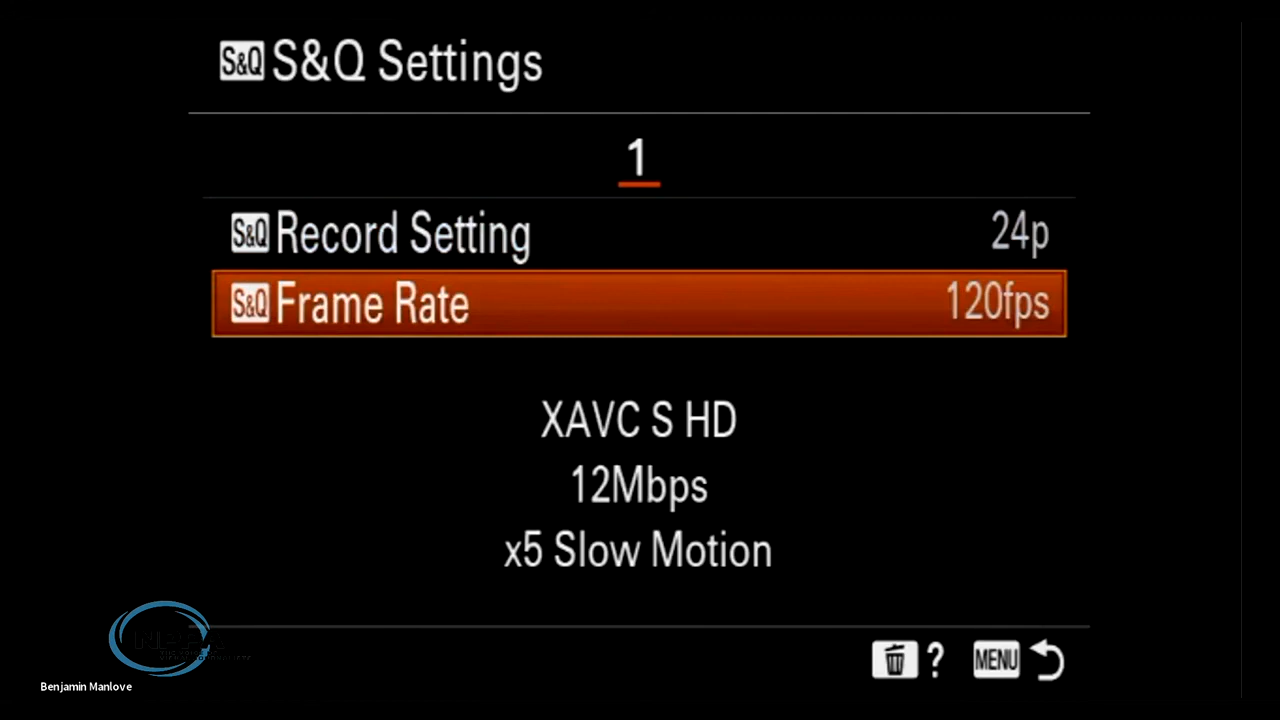 S&Q S&Q Settings
1
S&Q Record Setting 24p
S&Q Frame Rate 120fps
XAVC S HD
12Mbps
x5 Slow Motion
? MENU
Benjamin Manlove